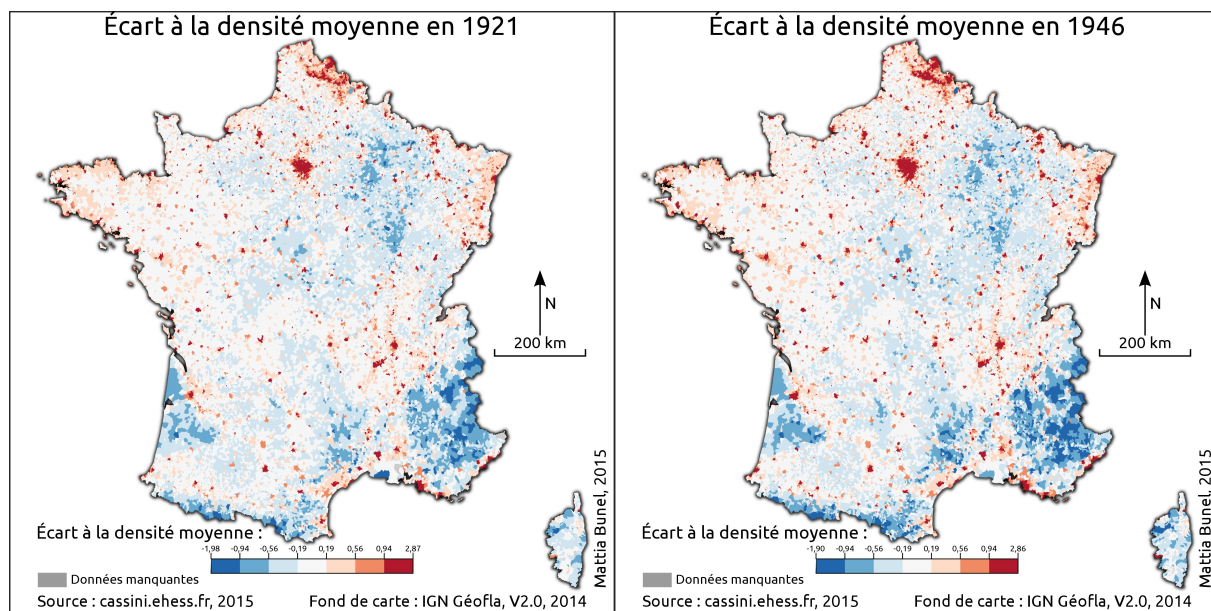 Écart à la densité moyenne en 1921
N
200 km
Écart à la densité moyenne :
-1,98 -0,94 -0,56 -0,19 0,19 0,56 0,94 2,87
Données manquantes
Source : cassini.ehess.fr, 2015 Fond de carte : IGN Géofla, V2.0, 2014
Mattia Bunel, 2015
Écart à la densité moyenne en 1946
N
200 km
Écart à la densité moyenne :
-1,90 -0,94 -0,56 -0,19 0,19 0,56 0,94 2,86
Données manquantes
Source : cassini.ehess.fr, 2015 Fond de carte : IGN Géofla, V2.0, 2014
Mattia Bunel, 2015